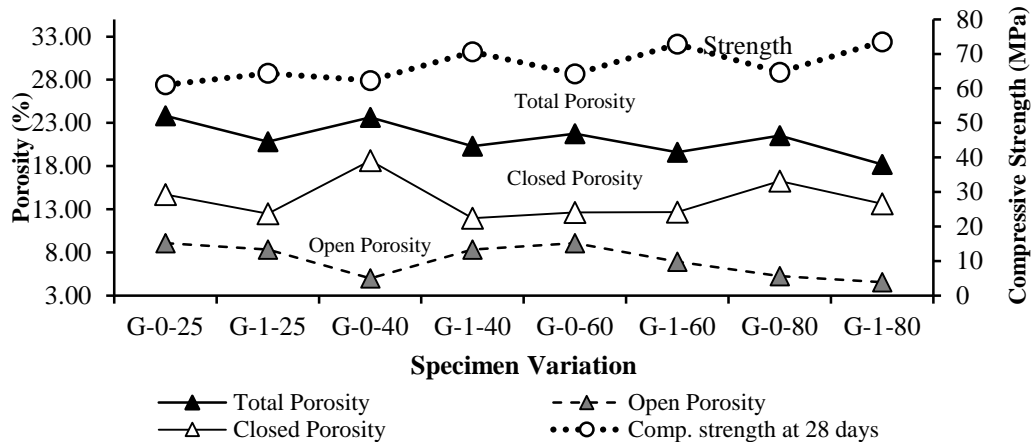 33.00
28.00
23.00
18.00
13.00
8.00
3.00
Porosity (%)
80
70
60
50
40
30
20
10
0
Compressive Strength ((MPa)
Strength
Total Porosity
Closed Porosity
Open Porosity
G-0-25 G-1-25 G-0-40 G-1-40 G-0-60 G-1-60 G-0-80 G-1-80
Specimen Variation
Total Porosity Open Porosity
Closed Porosity Comp. strength at 28 days